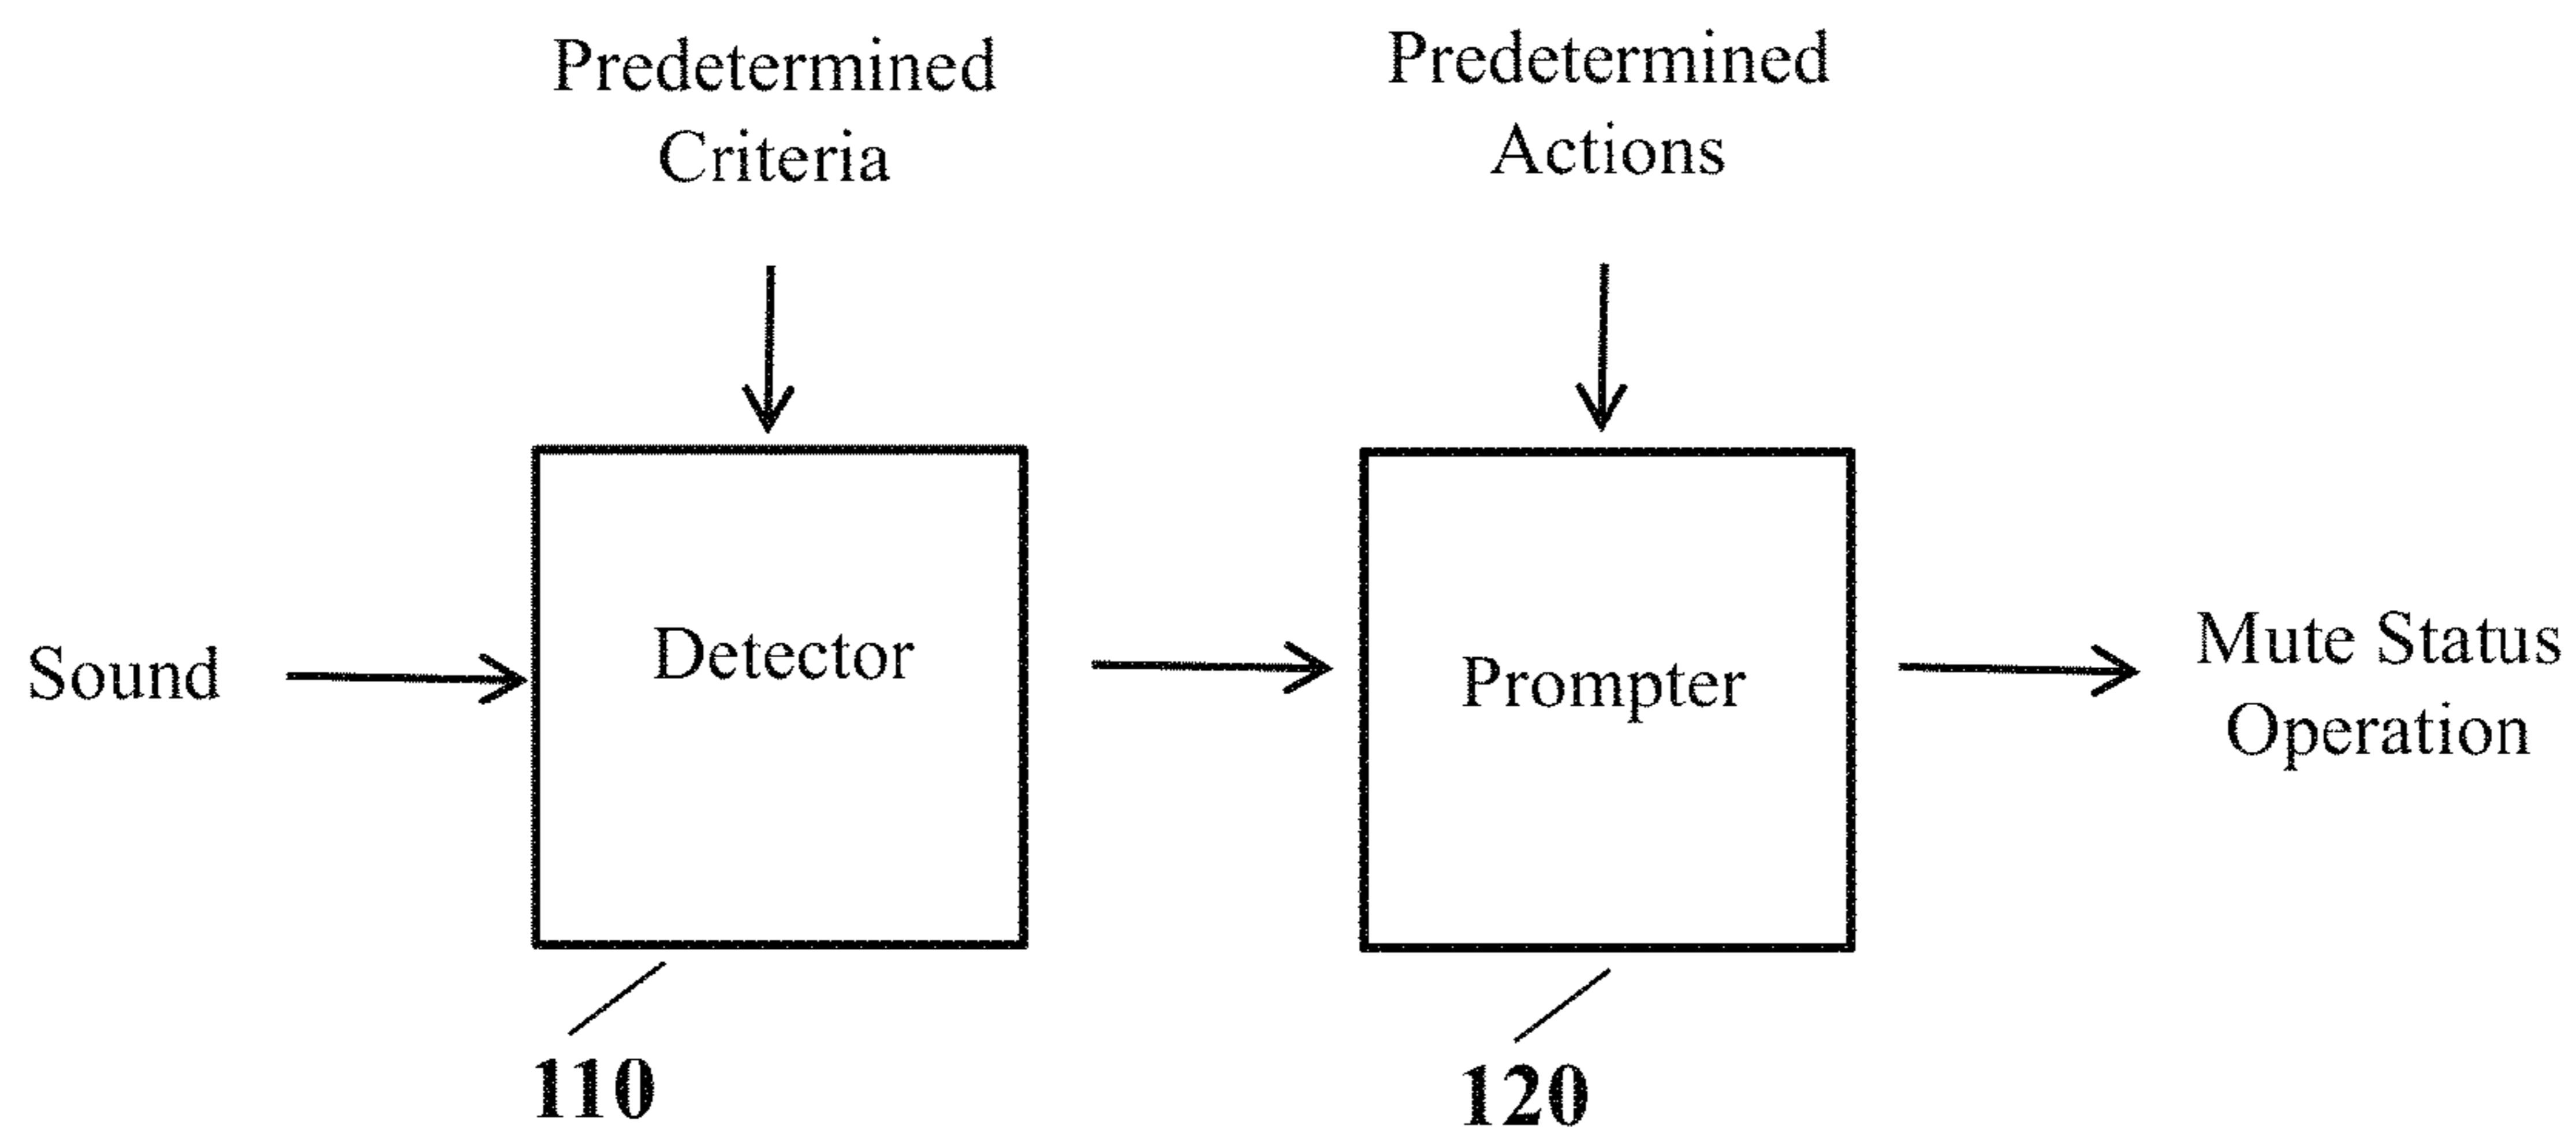 Predetermined
Criteria
Predetermined
Actions
Sound
Detector
Prompter
Mute Status
Operation
110
120